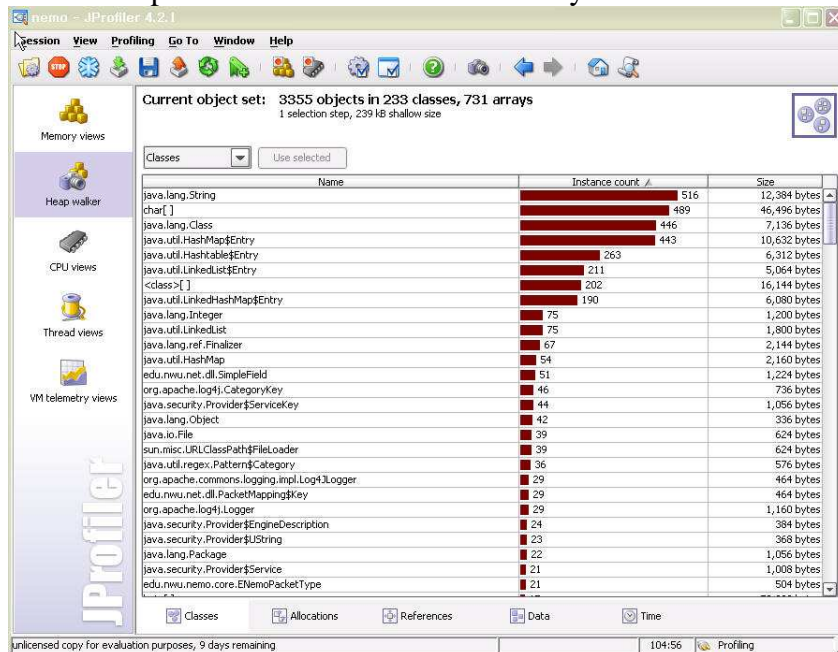 nemo - JProfiler 4.2.1
Session View Profiling Go To Window Help
STOP
Memory views
Heap walker
CPU views
Thread views
VM telemetry views
JProfiler
Current object set: 3355 objects in 233 classes, 731 arrays
1 selection step, 239 kB shallow size
Classes Use selected
Name Instance count Size
java.lang.String 516 12,384 bytes
char[ ] 489 46,496 bytes
java.lang.Class 446 7,136 bytes
java.util.HashMap$Entry 443 10,632 bytes
java.util.Hashtable$Entry 263 6,312 bytes
java.util.LinkedList$Entry 211 5,064 bytes
<class>[ ] 202 16,144 bytes
java.util.LinkedHashMap$Entry 190 6,080 bytes
java.lang.Integer 75 1,200 bytes
java.util.LinkedList 75 1,800 bytes
java.lang.ref.Finalizer 67 2,144 bytes
java.util.HashMap 54 2,160 bytes
edu.nwu.net.dll.SimpleField 51 1,224 bytes
org.apache.log4j.CategoryKey 46 736 bytes
java.security.Provider$ServiceKey 44 1,056 bytes
java.lang.Object 42 336 bytes
java.io.File 39 624 bytes
sun.misc.URLClassPath$FileLoader 39 624 bytes
java.util.regex.Pattern$Category 36 576 bytes
org.apache.commons.logging.impl.Log4JLogger 29 464 bytes
edu.nwu.net.dll.PacketMapping$Key 29 464 bytes
org.apache.log4j.Logger 29 1,160 bytes
java.security.Provider$EngineDescription 24 384 bytes
java.security.Provider$UString 23 368 bytes
java.lang.Package 22 1,056 bytes
java.security.Provider$Service 21 1,008 bytes
edu.nwu.nemo.core.ENemoPacketType 21 504 bytes
Classes Allocations References Data Time
unlicensed copy for evaluation purposes, 9 days remaining 104:56 Profiling